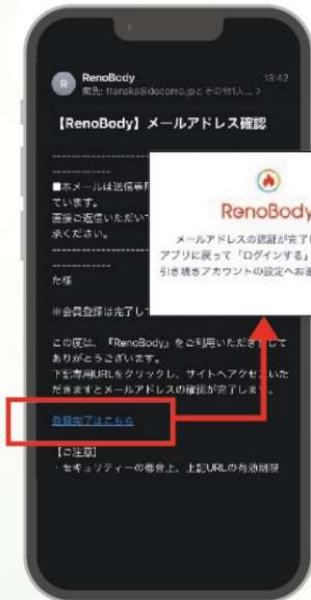 RenoBody
13:42
宛先: ttanaka@docomo.jpとその他1人...
【RenoBody】メールアドレス確認
■本メールは送信専用
ています。
直接ご返信いただいて
承ください。
た様
※会員登録は完了して
この度は、『RenoBody』をご利用いただきまして
ありがとうございます。
下記専用URLをクリックし、サイトへアクセスいた
だきますとメールアドレスの確認が完了します。
登録完了はこちら
【ご注意】
・セキュリティーの都合上、上記URLの有効期限
RenoBody
メールアドレスの認証が完了
アプリに戻って「ログインする」
引き続きアカウントの設定へお